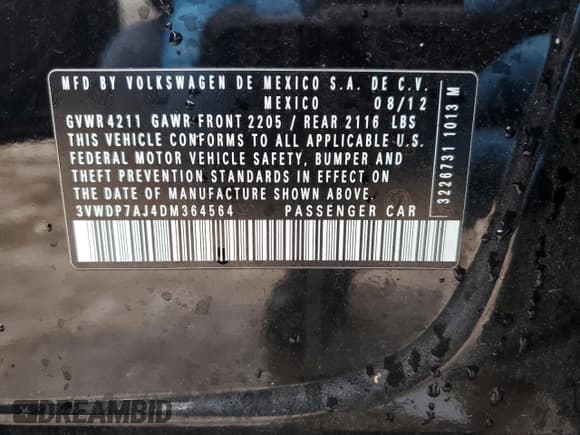 MFD BY VOLKSWAGEN DE MEXICO S.A. DE C.V.
MEXICO 08/12
GVWR 4211 GAWR FRONT 2205 / REAR 2116 LBS
THIS VEHICLE CONFORMS TO ALL APPLICABLE U.S.
FEDERAL MOTOR VEHICLE SAFETY, BUMPER AND
THEFT PREVENTION STANDARDS IN EFFECT ON
THE DATE OF MANUFACTURE SHOWN ABOVE.
3VWDP7AJ4DM364564 PASSENGER CAR
3226731 1013 M
DREAMBID